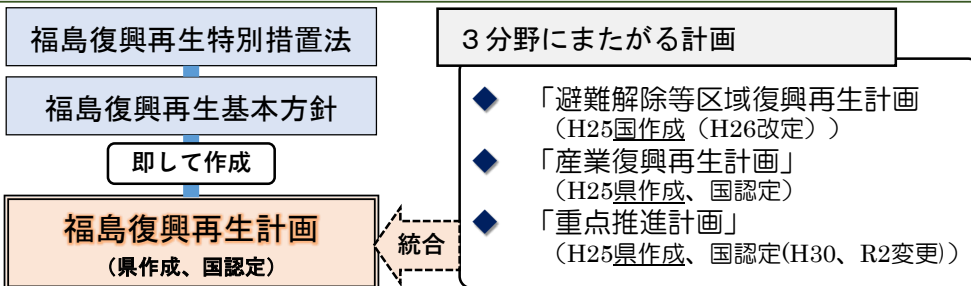 福島復興再生特別措置法
福島復興再生基本方針
即して作成
福島復興再生計画
（県作成、国認定）
統合
３分野にまたがる計画
◆ 「避難解除等区域復興再生計画
（H25国作成（H26改定））
◆ 「産業復興再生計画」
（H25県作成、国認定）
◆ 「重点推進計画」
（H25県作成、国認定(H30、R2変更)）